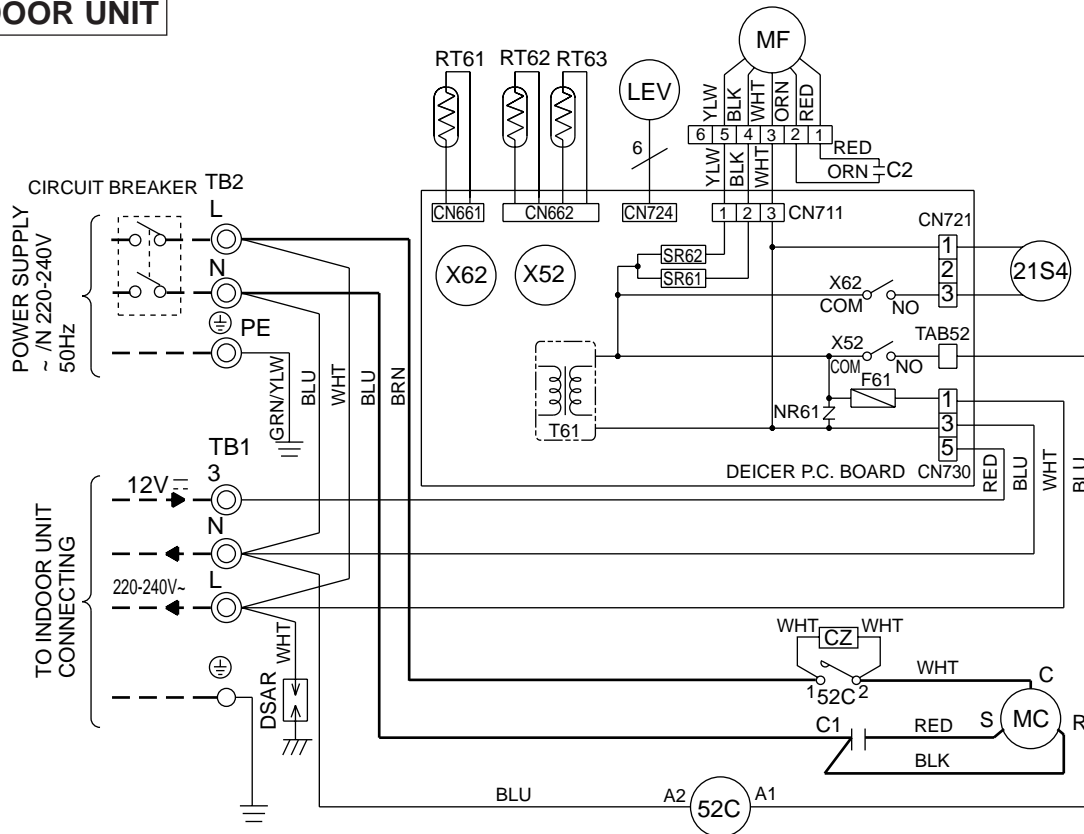 DOOR UNIT
MF
RT61
RT62
RT63
LEV
YLW
BLK
WHT
ORN
RED
6 5 4 3 2 1
6
YLW
BLK
WHT
RED
ORN
C2
CIRCUIT BREAKER
TB2
L
N
PE
POWER SUPPLY
~ /N 220-240V
50Hz
CN661
CN662
CN724
1 2 3
CN711
CN721
1
2
3
21S4
X62
X52
SR62
SR61
X62
COM
NO
X52
COM
NO
TAB52
F61
NR61
T61
1
3
5
DEICER P.C. BOARD
CN730
GRN/YLW
BLU
WHT
BLU
BRN
RED
BLU
WHT
BLU
TB1
3
12V
N
220-240V~
L
TO INDOOR UNIT
CONNECTING
WHT
DSAR
WHT
CZ
WHT
1
52C
2
WHT
C
C1
RED
S
MC
R
BLK
BLU
A2
52C
A1